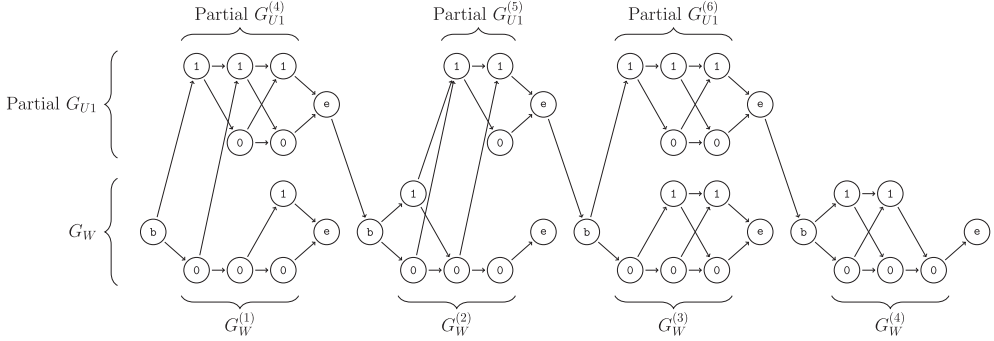 Partial $G_{U1}^{(4)}$ Partial $G_{U1}^{(5)}$ Partial $G_{U1}^{(6)}$
1 1 1 1 1 1 1 1
Partial $G_{U1}$ e e e
0 0 0 0 0
1 1 1 1 1 1
$G_W$ b e b e b e b e
0 0 0 0 0 0 0 0 0 0 0 0
$G_W^{(1)}$ $G_W^{(2)}$ $G_W^{(3)}$ $G_W^{(4)}$